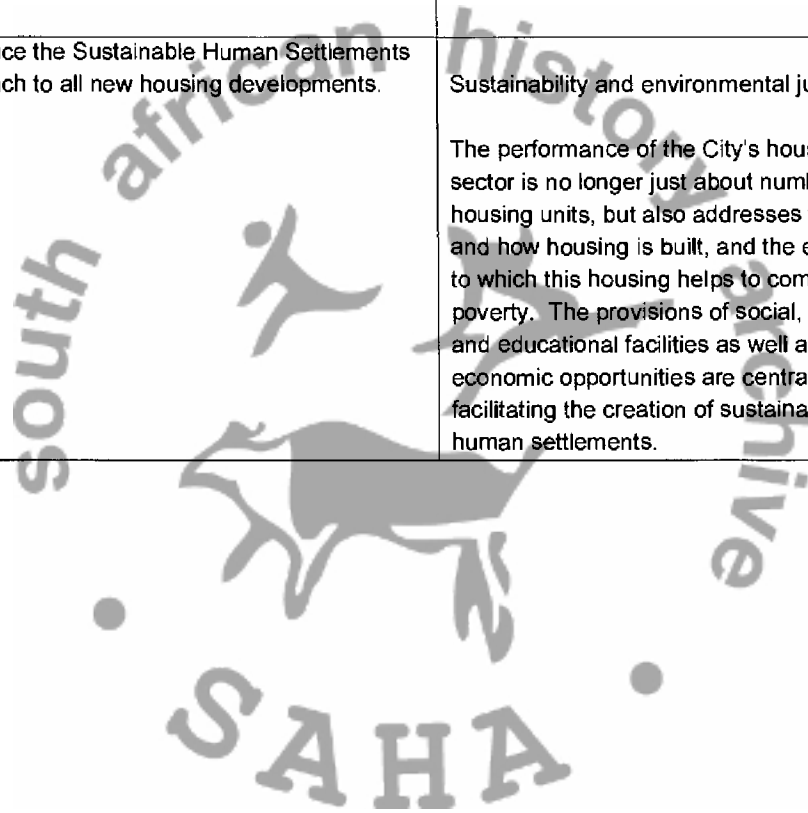 ce the Sustainable Human Settlements
ch to all new housing developments.
Sustainability and environmental ju
The performance of the City's hous
sector is no longer just about numb
housing units, but also addresses
and how housing is built, and the e
to which this housing helps to com
poverty. The provisions of social,
and educational facilities as well a
economic opportunities are centra
facilitating the creation of sustaina
human settlements.
south african history archive
• SAHA •